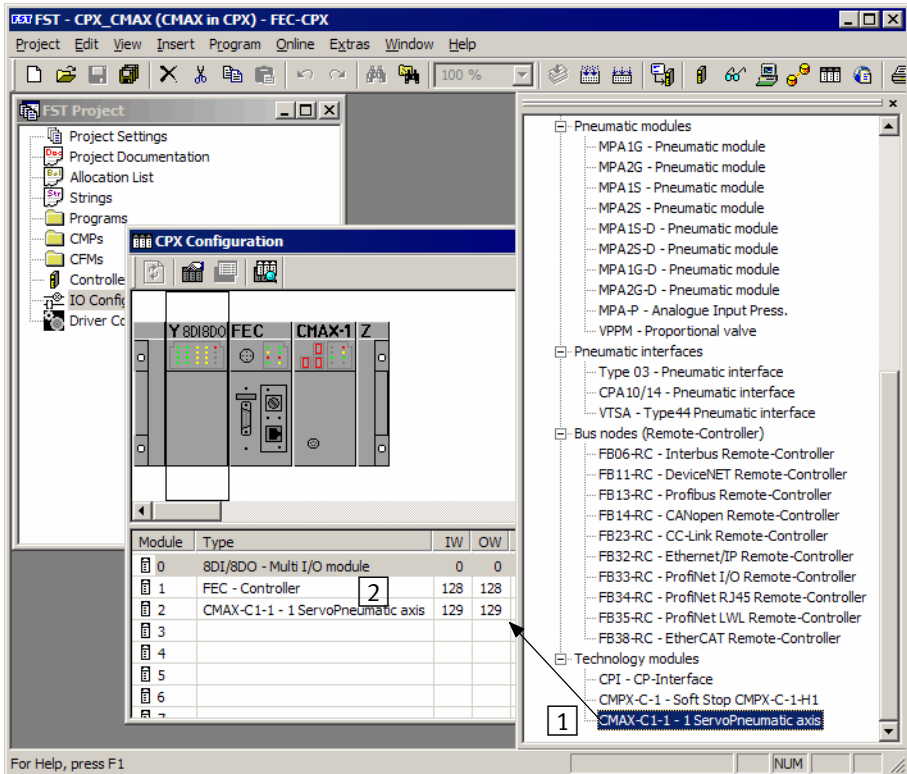 FST FST - CPX_CMAX (CMAX in CPX) - FEC-CPX
Project Edit View Insert Program Online Extras Window Help
100 %
FST Project
Project Settings
Project Documentation
Allocation List
Strings
Programs
CMPs
CFMs
Controlle
IO Config
Driver Co
CPX Configuration
Y 8DI8DO FEC CMAX-1 Z
Module Type IW OW
0 8DI/8DO - Multi I/O module 0 0
1 FEC - Controller 128 128
2 CMAX-C1-1 - 1 ServoPneumatic axis 129 129
3
4
5
6
7
2
Pneumatic modules
MPA1G - Pneumatic module
MPA2G - Pneumatic module
MPA1S - Pneumatic module
MPA2S - Pneumatic module
MPA1S-D - Pneumatic module
MPA2S-D - Pneumatic module
MPA1G-D - Pneumatic module
MPA2G-D - Pneumatic module
MPA-P - Analogue Input Press.
VPPM - Proportional valve
Pneumatic interfaces
Type 03 - Pneumatic interface
CPA10/14 - Pneumatic interface
VTSA - Type44 Pneumatic interface
Bus nodes (Remote-Controller)
FB06-RC - Interbus Remote-Controller
FB11-RC - DeviceNET Remote-Controller
FB13-RC - Profibus Remote-Controller
FB14-RC - CANopen Remote-Controller
FB23-RC - CC-Link Remote-Controller
FB32-RC - Ethernet/IP Remote-Controller
FB33-RC - ProfiNet I/O Remote-Controller
FB34-RC - ProfiNet RJ45 Remote-Controller
FB35-RC - ProfiNet LWL Remote-Controller
FB38-RC - EtherCAT Remote-Controller
Technology modules
CPI - CP-Interface
CMPX-C-1 - Soft Stop CMPX-C-1-H1
CMAX-C1-1 - 1 ServoPneumatic axis
1
For Help, press F1
NUM